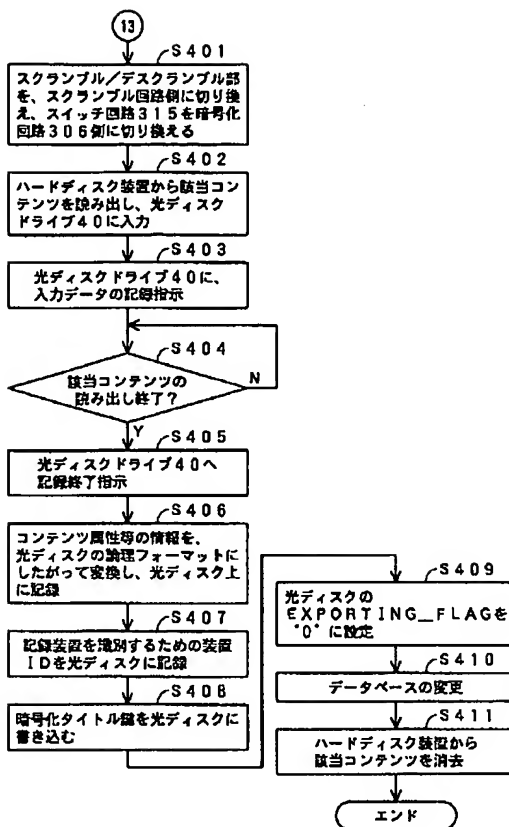 13
S401
スクランブル/デスクランブル部
を、スクランブル回路側に切り換
え、スイッチ回路315を暗号化
回路306側に切り換える
S402
ハードディスク装置から該当コン
テンツを読み出し、光ディスク
ドライブ40に入力
S403
光ディスクドライブ40に、
入力データの記録指示
S404
該当コンテンツの
読み出し終了?
N
Y
S405
光ディスクドライブ40へ
記録終了指示
S406
コンテンツ属性等の情報を、
光ディスクの論理フォーマットに
したがって変換し、光ディスク上
に記録
S407
記録装置を識別するための装置
IDを光ディスクに記録
S408
暗号化タイトル鍵を光ディスクに
書き込む
S409
光ディスクの
EXPORTING_FLAGを
"0"に設定
S410
データベースの変更
S411
ハードディスク装置から
該当コンテンツを消去
エンド